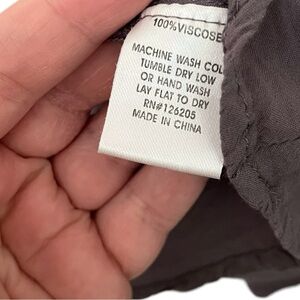 100%VISCOSE
MACHINE WASH COL
TUMBLE DRY LOW
OR HAND WASH
LAY FLAT TO DRY
RN#126205
MADE IN CHINA